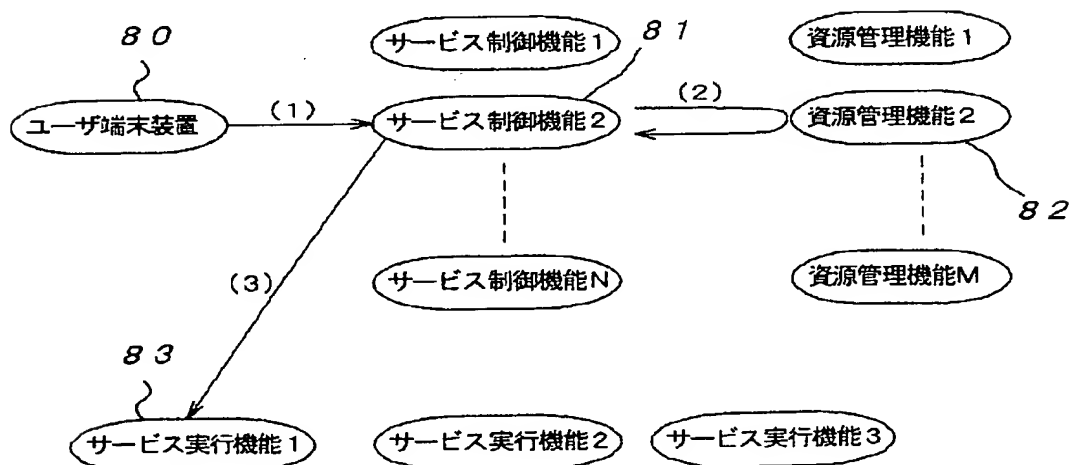 ８０
サービス制御機能１
８１
資源管理機能１
ユーザ端末装置
（１）
サービス制御機能２
（２）
資源管理機能２
８２
（３）
サービス制御機能Ｎ
資源管理機能Ｍ
８３
サービス実行機能１
サービス実行機能２
サービス実行機能３